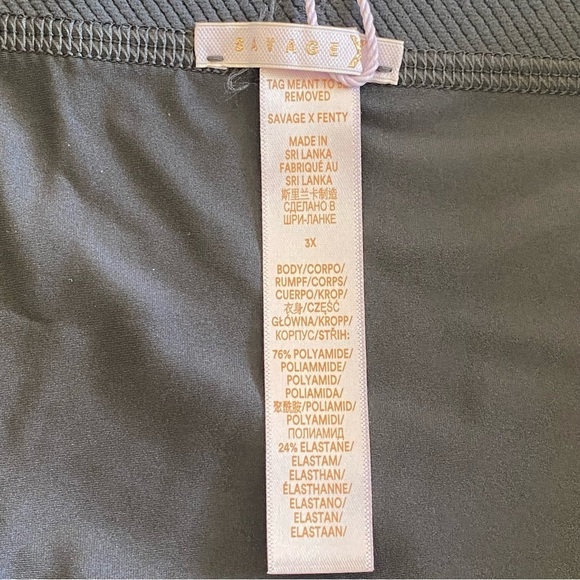 SAVAGE X
TAG MEANT TO BE
REMOVED
SAVAGE X FENTY
MADE IN
SRI LANKA
FABRIQUÉ AU
SRI LANKA
斯里兰卡制造
СДЕЛАНО В
ШРИ-ЛАНКЕ
3X
BODY/CORPO/
RUMPF/CORPS/
CUERPO/KROP/
衣身/CZĘŚĆ
GŁÓWNA/KROPP/
КОРПУС/STŘIH:
76% POLYAMIDE/
POLIAMMIDE/
POLYAMID/
POLIAMIDA/
聚酰胺/POLIAMID/
POLYAMIDI/
ПОЛИАМИД
24% ELASTANE/
ELASTAM/
ELASTHAN/
ÉLASTHANNE/
ELASTANO/
ELASTAN/
ELASTAAN/